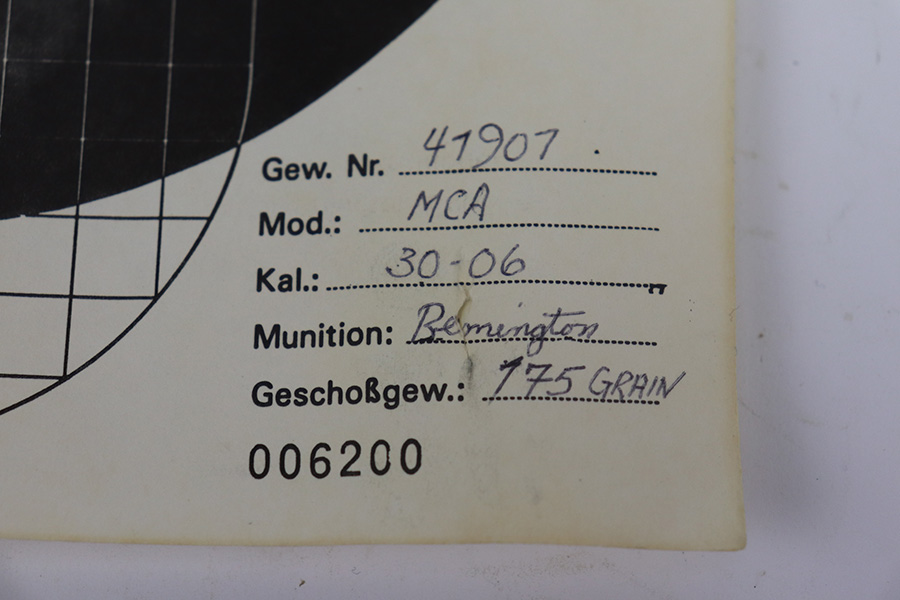 Gew. Nr. 41907
Mod.: MCA
Kal.: 30-06
Munition: Remington
Geschoßgew.: 175 GRAIN
006200